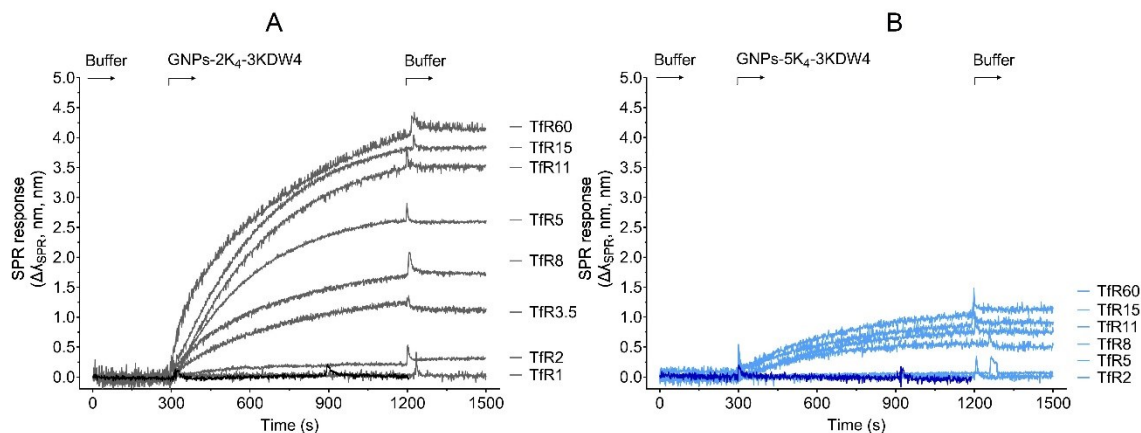 A
Buffer
GNPs-2K₄-3KDW4
Buffer
SPR response
(Δλ_SPR, nm, nm)
5.0
4.5
4.0
3.5
3.0
2.5
2.0
1.5
1.0
0.5
0.0
0
300
600
900
1200
1500
Time (s)
TfR60
TfR15
TfR11
TfR5
TfR8
TfR3.5
TfR2
TfR1
B
Buffer
GNPs-5K₄-3KDW4
Buffer
SPR response
(Δλ_SPR, nm, nm)
5.0
4.5
4.0
3.5
3.0
2.5
2.0
1.5
1.0
0.5
0.0
0
300
600
900
1200
1500
Time (s)
TfR60
TfR15
TfR11
TfR8
TfR5
TfR2